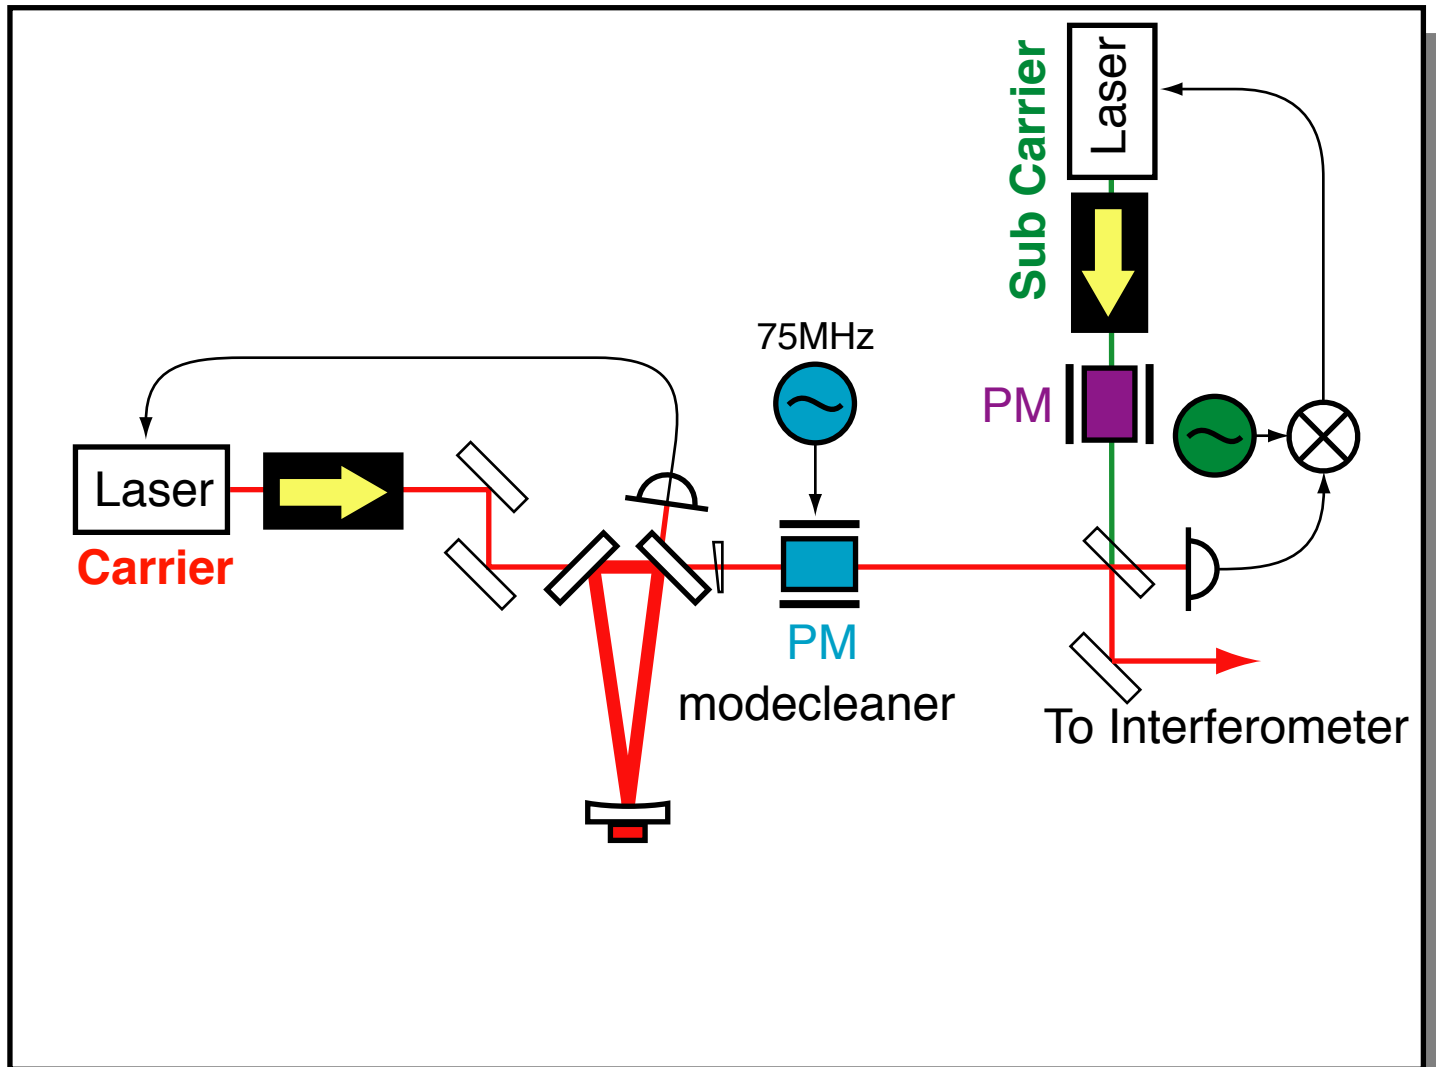 Sub Carrier
Laser
75MHz
PM
Laser
Carrier
PM
modecleaner
To Interferometer